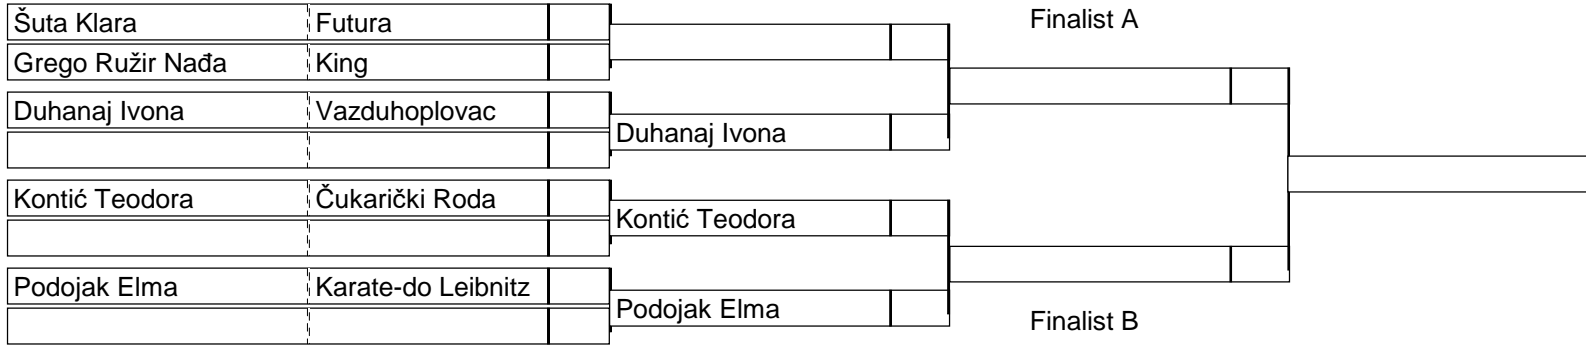 Šuta Klara Futura
Grego Ružir Nađa King
Duhanaj Ivona Vazduhoplovac
Kontić Teodora Čukarički Roda
Podojak Elma Karate-do Leibnitz
Duhanaj Ivona
Kontić Teodora
Podojak Elma
Finalist A
Finalist B